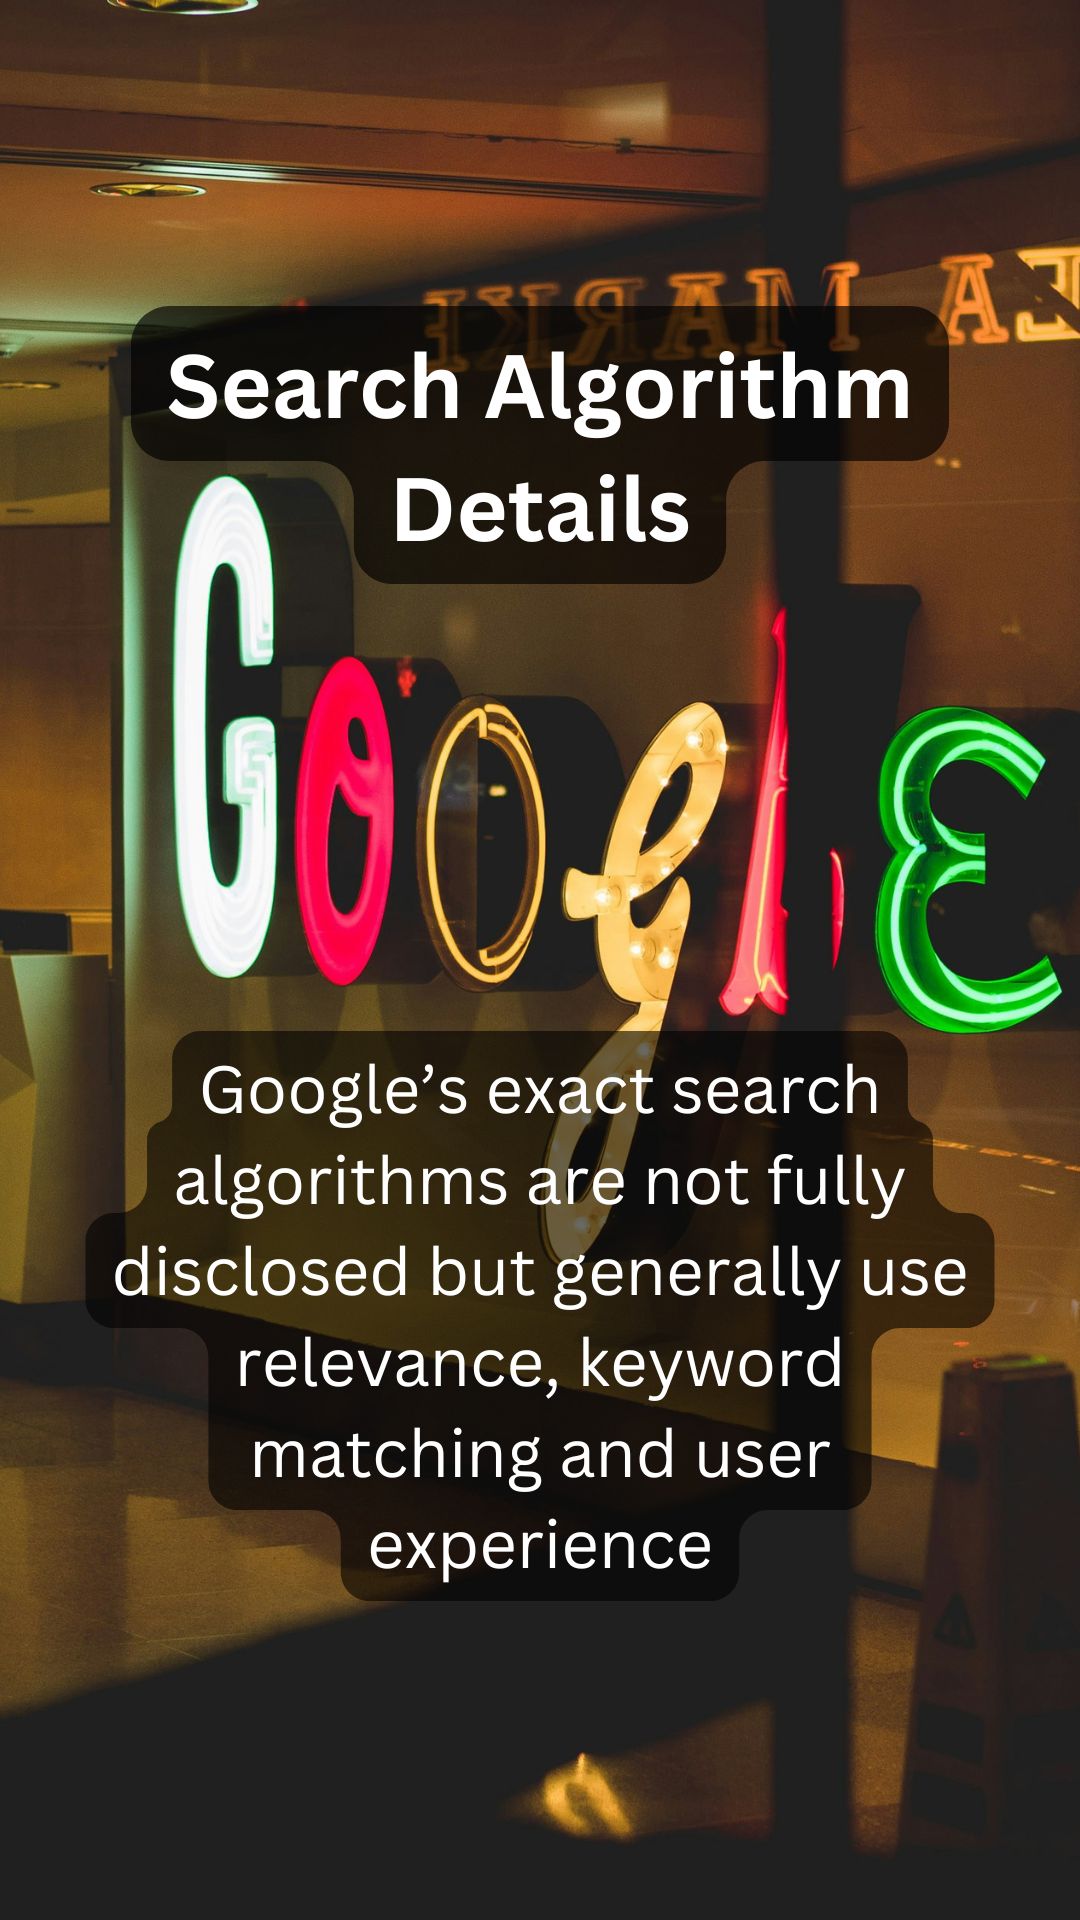 Search Algorithm
Details
GooglE
Google’s exact search
algorithms are not fully
disclosed but generally use
relevance, keyword
matching and user
experience